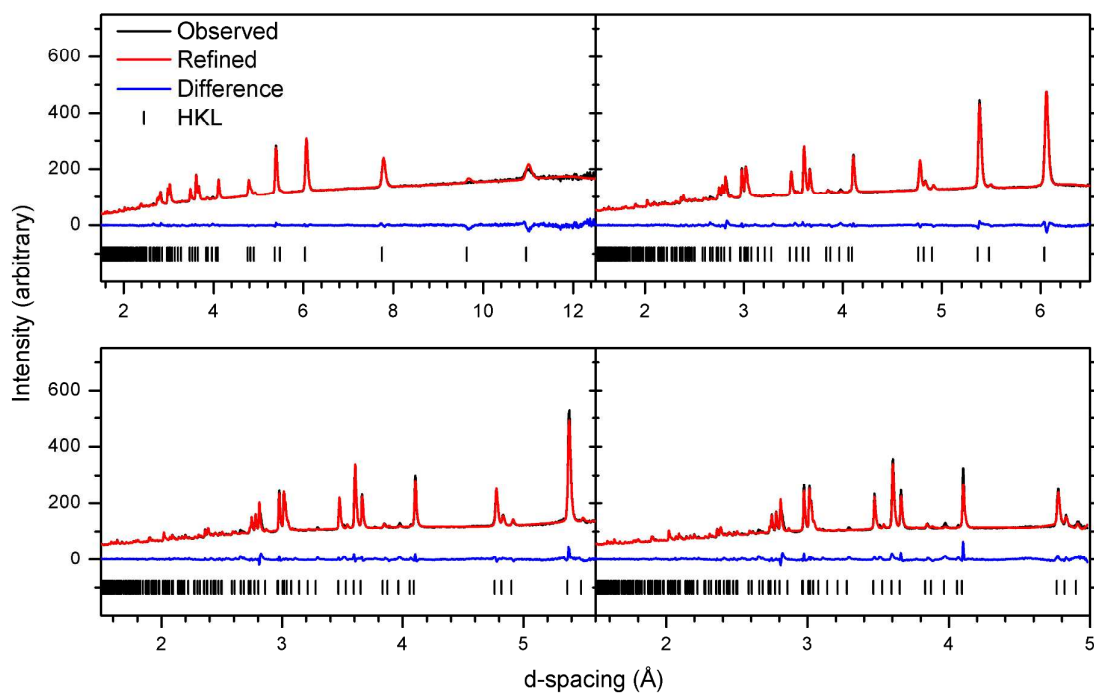 Observed
Refined
Difference
HKL
600
400
200
0
2 4 6 8 10 12
2 3 4 5 6
Intensity (arbitrary)
600
400
200
0
2 3 4 5
2 3 4 5
d-spacing (Å)